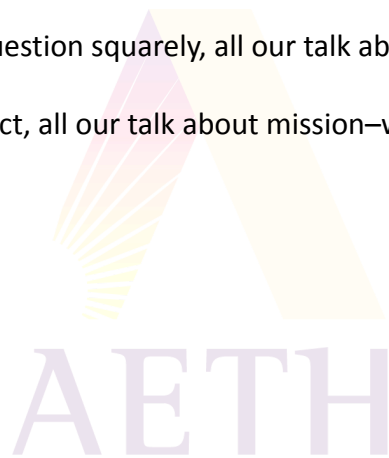 uestion squarely, all our talk ab
ct, all our talk about mission–
AETH